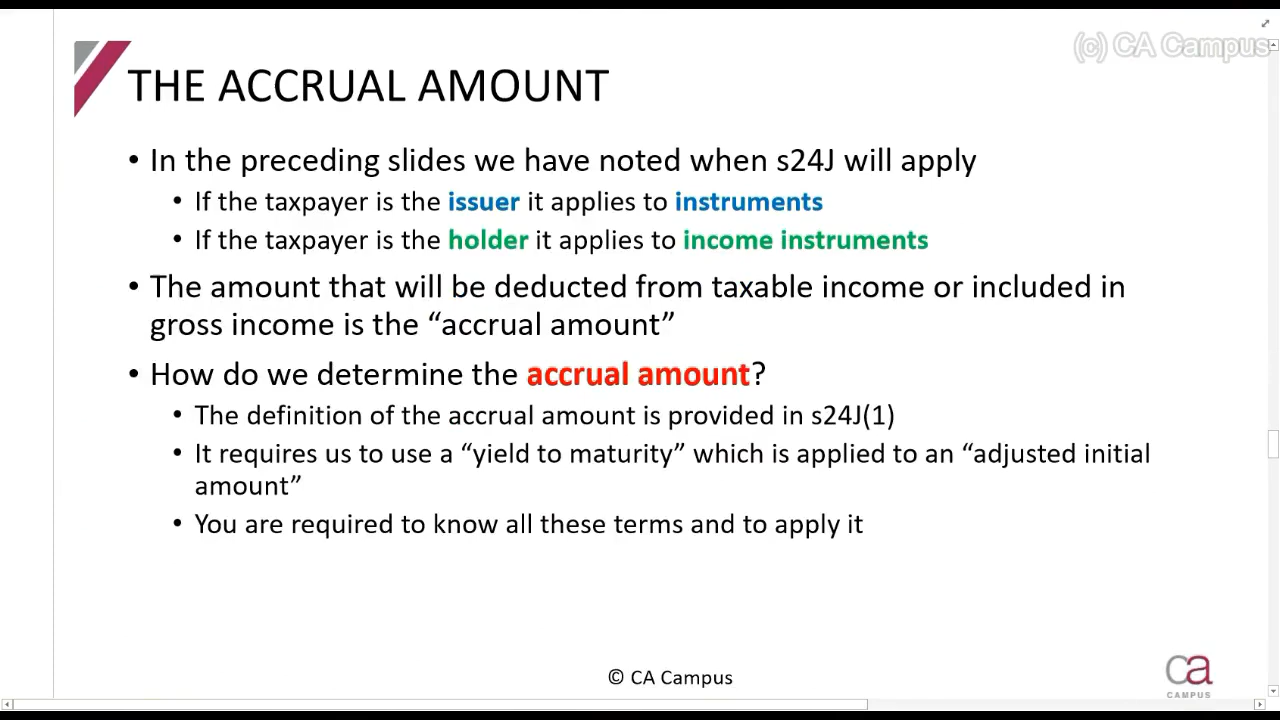 (c) CA Campus
THE ACCRUAL AMOUNT
• In the preceding slides we have noted when s24J will apply
• If the taxpayer is the issuer it applies to instruments
• If the taxpayer is the holder it applies to income instruments
• The amount that will be deducted from taxable income or included in
gross income is the “accrual amount”
• How do we determine the accrual amount?
• The definition of the accrual amount is provided in s24J(1)
• It requires us to use a “yield to maturity” which is applied to an “adjusted initial
amount”
• You are required to know all these terms and to apply it
© CA Campus
ca
CAMPUS